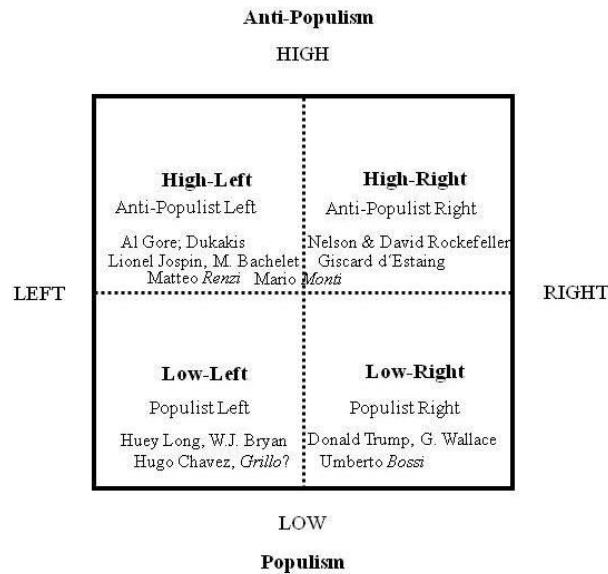 Anti-Populism
HIGH
High-Left
Anti-Populist Left
Al Gore; Dukakis
Lionel Jospin, M. Bachelet
Matteo Renzi
High-Right
Anti-Populist Right
Nelson & David Rockefeller
Giscard d´Estaing
Mario Monti
LEFT
RIGHT
Low-Left
Populist Left
Huey Long, W.J. Bryan
Hugo Chavez, Grillo?
Low-Right
Populist Right
Donald Trump, G. Wallace
Umberto Bossi
LOW
Populism